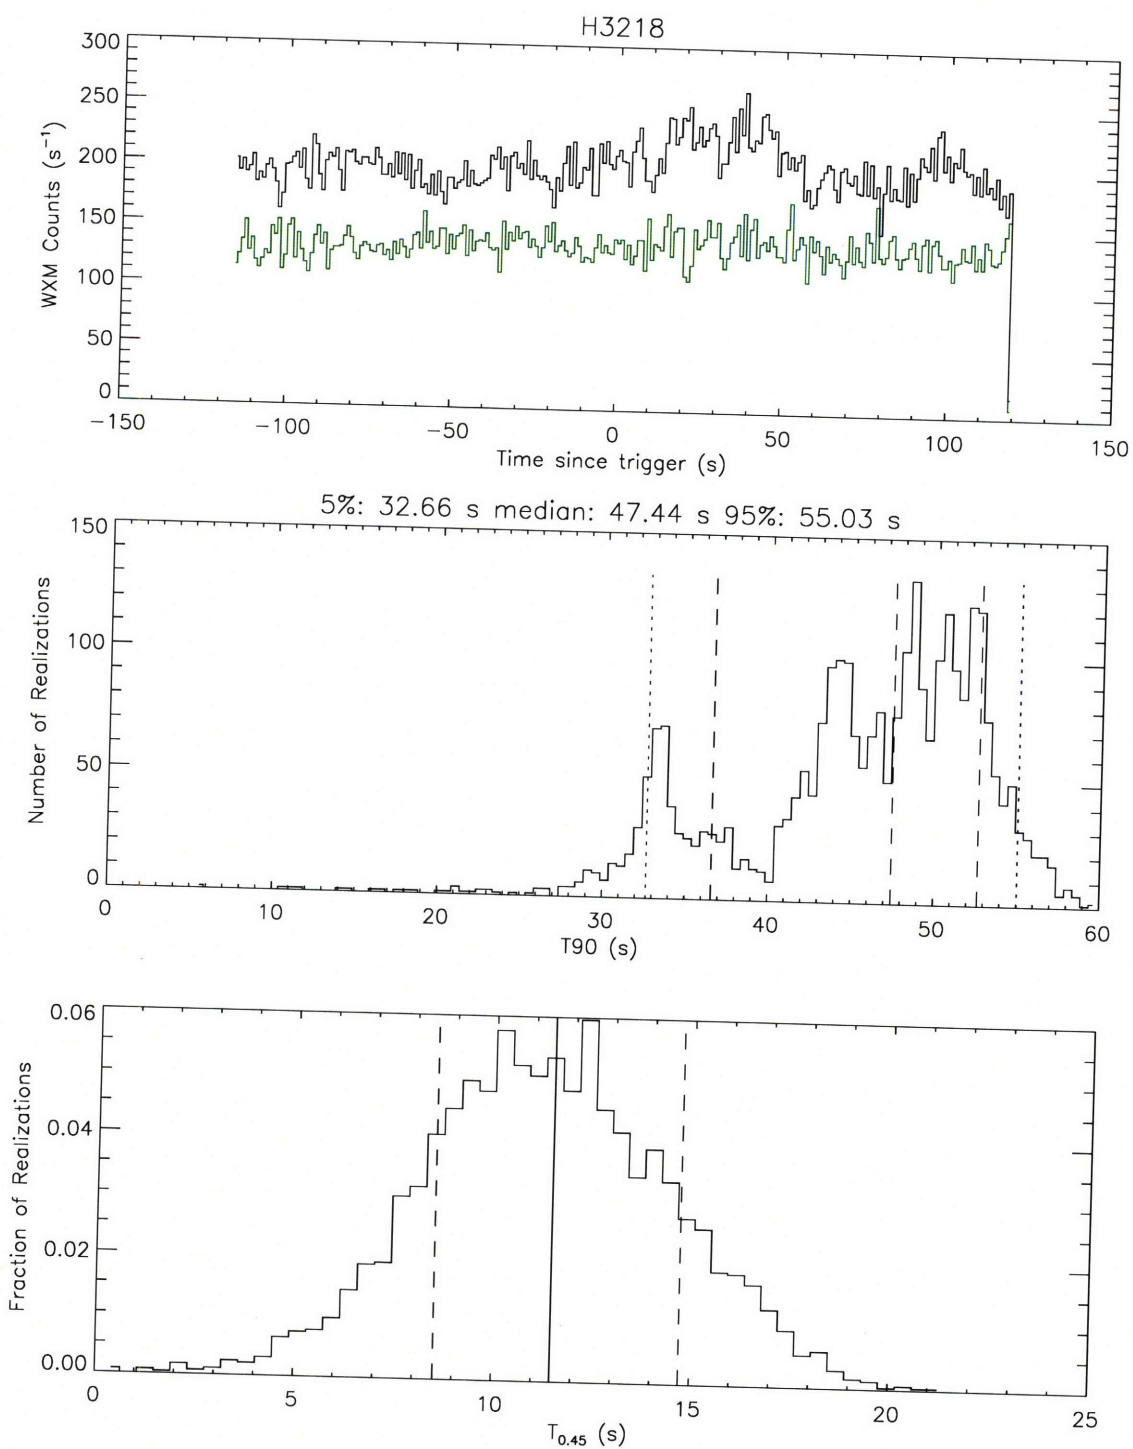 H3218
300
250
200
150
100
50
0
WXM Counts (s⁻¹)
−150 −100 −50 0 50 100 150
Time since trigger (s)
5%: 32.66 s median: 47.44 s 95%: 55.03 s
150
100
50
0
Number of Realizations
0 10 20 30 40 50 60
T90 (s)
0.06
0.04
0.02
0.00
Fraction of Realizations
0 5 10 15 20 25
T₀.₄₅ (s)